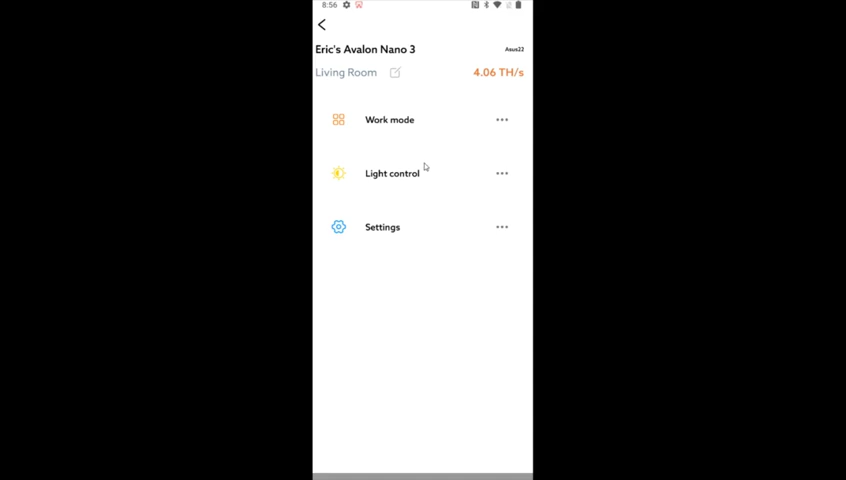 8:56
Eric's Avalon Nano 3
Asus22
Living Room
4.06 TH/s
Work mode
Light control
Settings